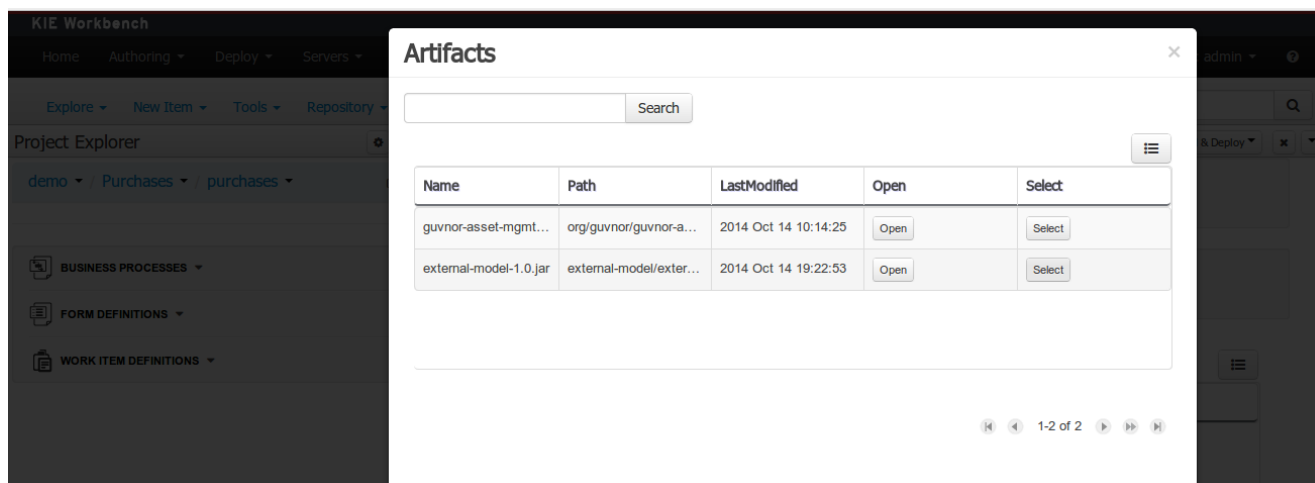 KIE Workbench
Home Authoring Deploy Servers admin
Artifacts
Explore New Item Tools Repository
Search
Project Explorer & Deploy
demo / Purchases / purchases
Name Path LastModified Open Select
guvnor-asset-mgmt... org/guvnor/guvnor-a... 2014 Oct 14 10:14:25 Open Select
external-model-1.0.jar external-model/exter... 2014 Oct 14 19:22:53 Open Select
BUSINESS PROCESSES
FORM DEFINITIONS
WORK ITEM DEFINITIONS
1-2 of 2